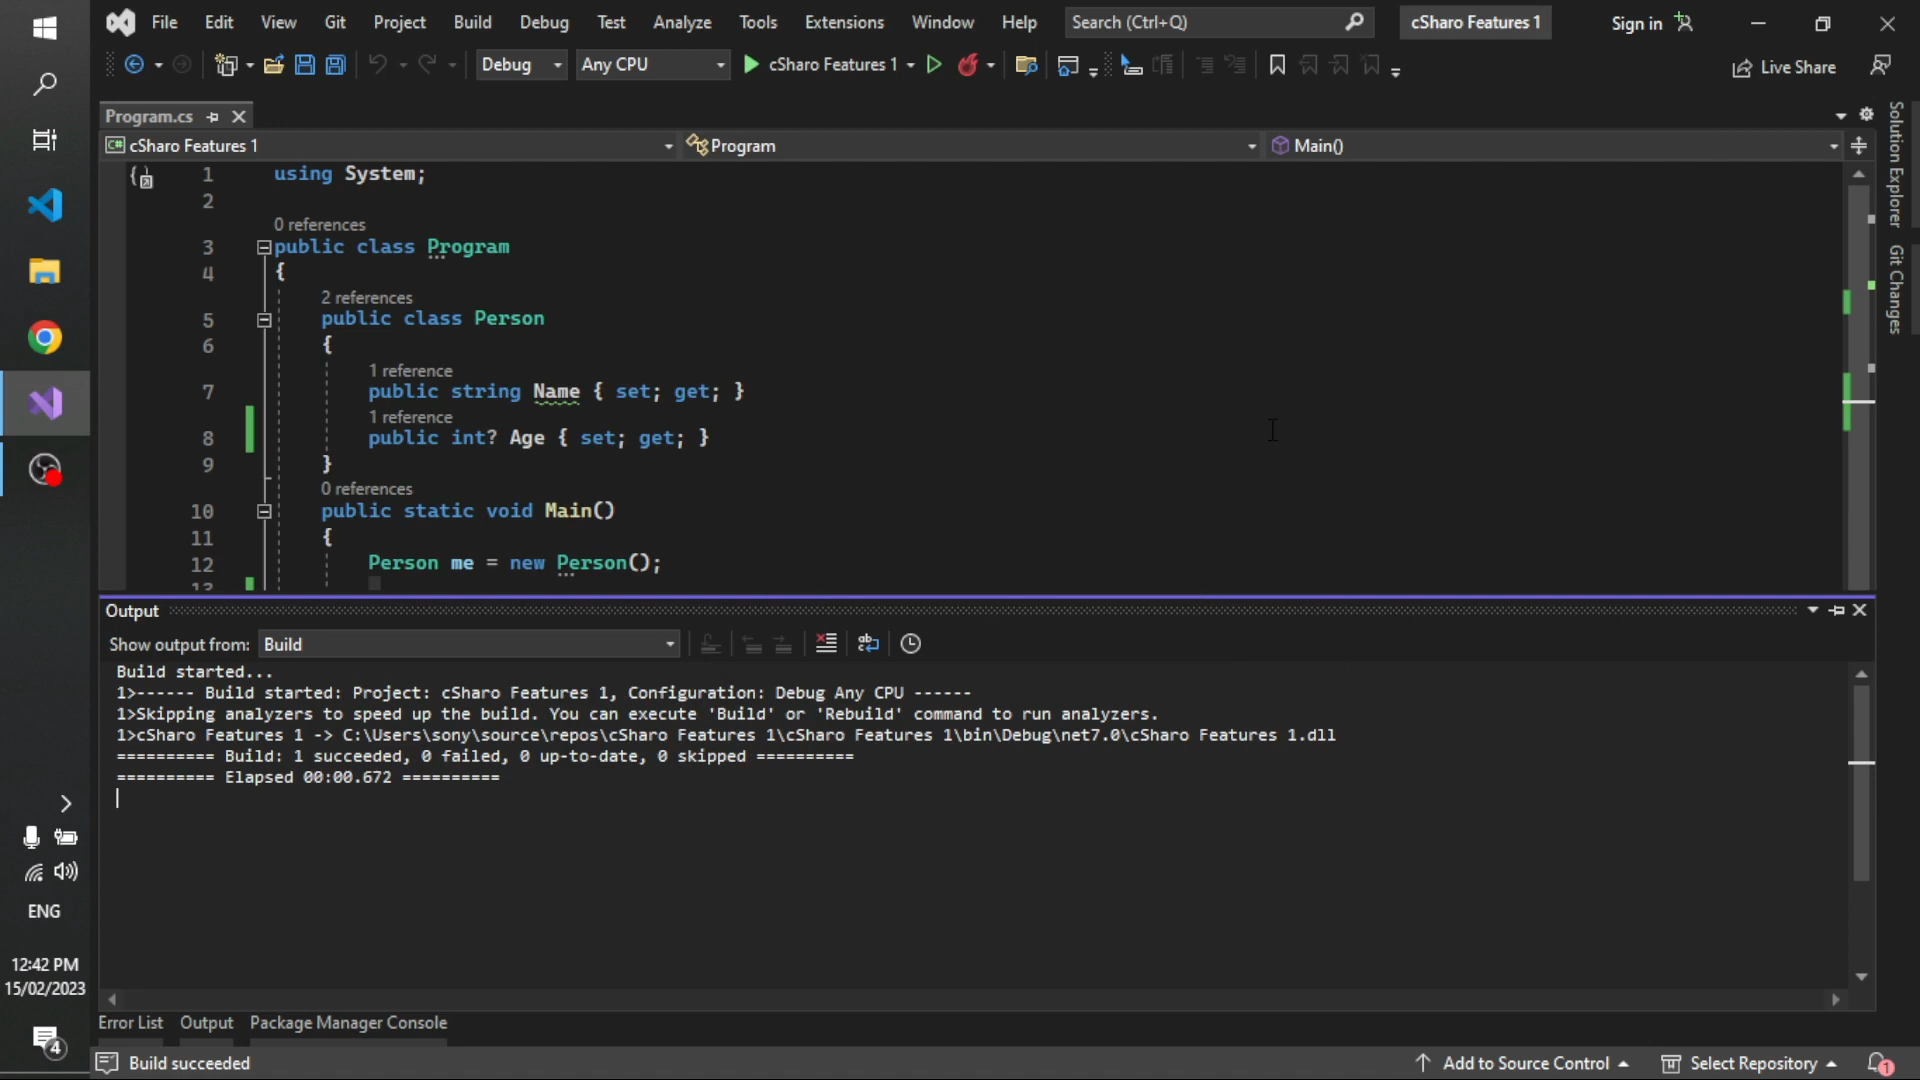 File Edit View Git Project Build Debug Test Analyze Tools Extensions Window Help Search (Ctrl+Q) cSharo Features 1 Sign in
Debug Any CPU cSharo Features 1 Live Share
Program.cs
cSharo Features 1 Program Main()
1 using System;
2
0 references
3 public class Program
4 {
2 references
5 public class Person
6 {
1 reference
7 public string Name { set; get; }
1 reference
8 public int? Age { set; get; }
9 }
0 references
10 public static void Main()
11 {
12 Person me = new Person();
13
Solution Explorer
Git Changes
Output
Show output from: Build
Build started...
1>------ Build started: Project: cSharo Features 1, Configuration: Debug Any CPU ------
1>Skipping analyzers to speed up the build. You can execute 'Build' or 'Rebuild' command to run analyzers.
1>cSharo Features 1 -> C:\Users\sony\source\repos\cSharo Features 1\cSharo Features 1\bin\Debug\net7.0\cSharo Features 1.dll
========== Build: 1 succeeded, 0 failed, 0 up-to-date, 0 skipped ==========
========== Elapsed 00:00.672 ==========
Error List Output Package Manager Console
Build succeeded Add to Source Control Select Repository 1
ENG
12:42 PM
15/02/2023
4